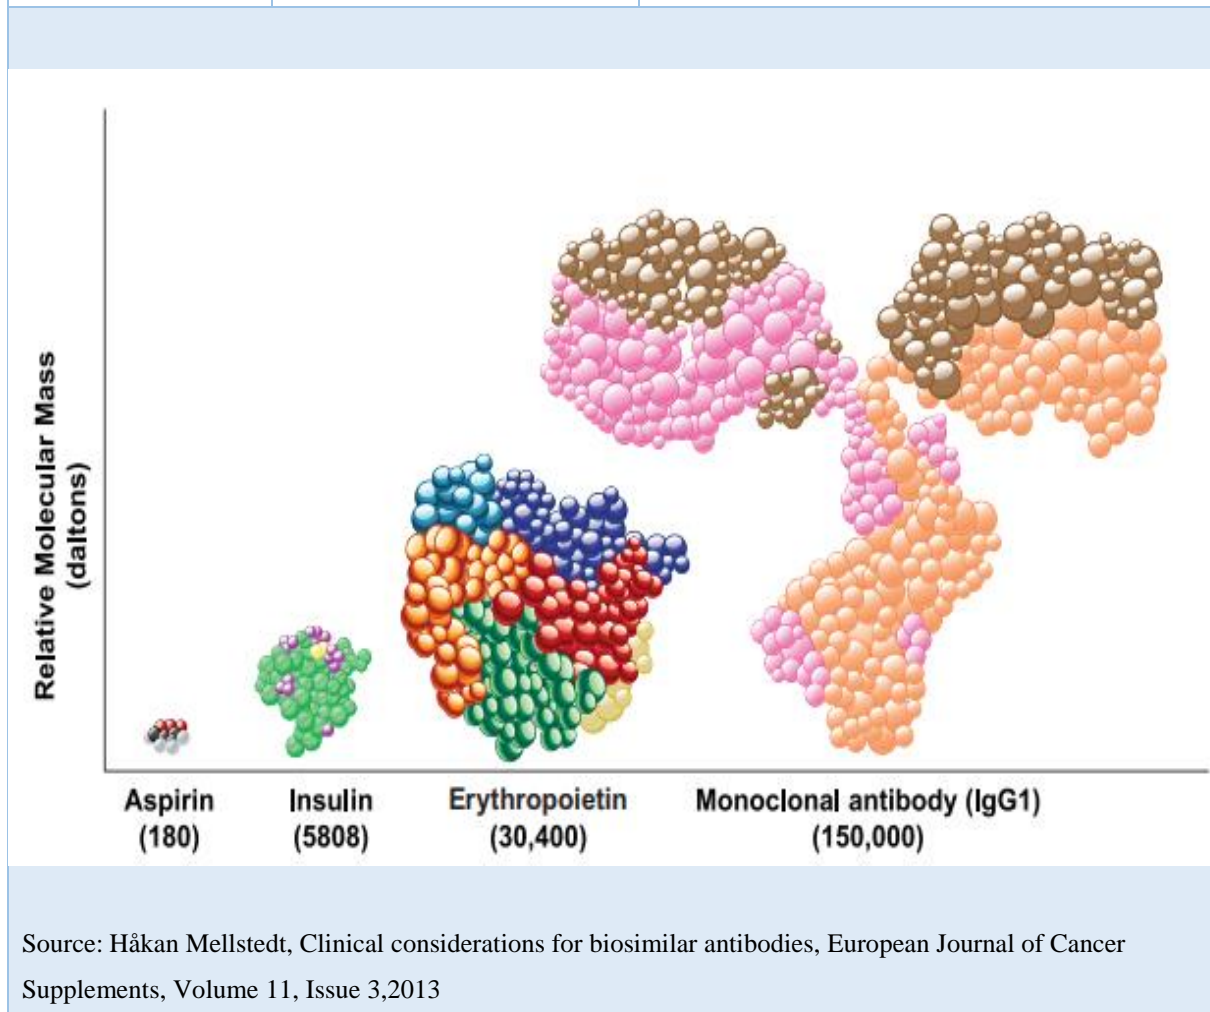 Relative Molecular Mass
(daltons)
Aspirin
(180)
Insulin
(5808)
Erythropoietin
(30,400)
Monoclonal antibody (IgG1)
(150,000)
Source: Håkan Mellstedt, Clinical considerations for biosimilar antibodies, European Journal of Cancer
Supplements, Volume 11, Issue 3,2013